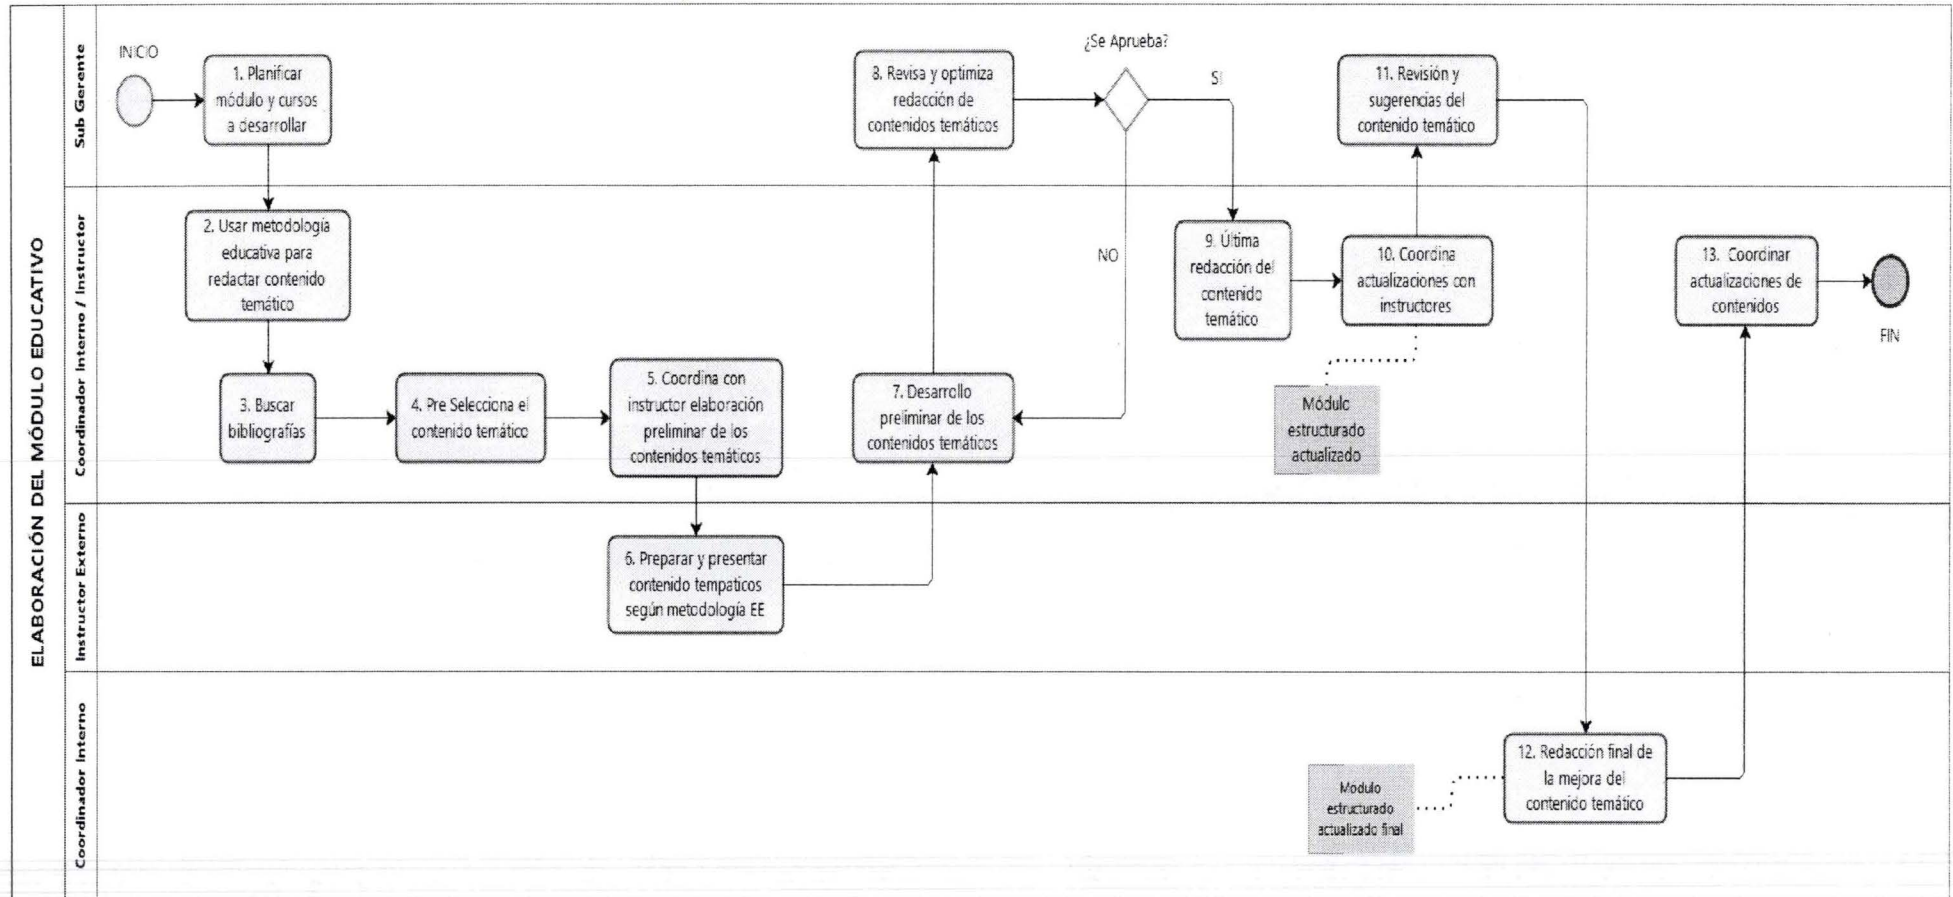 ELABORACIÓN DEL MÓDULO EDUCATIVO
Sub Gerente
INICIO
1. Planificar
módulo y cursos
a desarrollar
8. Revisa y optimiza
redacción de
contenidos temáticos
¿Se Aprueba?
SI
NO
11. Revisión y
sugerencias del
contenido temático
Coordinador Interno / Instructor
2. Usar metodología
educativa para
redactar contenido
temático
3. Buscar
bibliografías
4. Pre Selecciona el
contenido temático
5. Coordina con
instructor elaboración
preliminar de los
contenidos temáticos
7. Desarrollo
preliminar de los
contenidos temáticos
9. Última
redacción del
contenido
temático
10. Coordina
actualizaciones con
instructores
Módulo
estructurado
actualizado
13. Coordinar
actualizaciones de
contenidos
FIN
Instructor Externo
6. Preparar y presentar
contenido tempaticos
según metodología EE
Coordinador Interno
12. Redacción final de
la mejora del
contenido temático
Modulo
estructurado
actualizado final